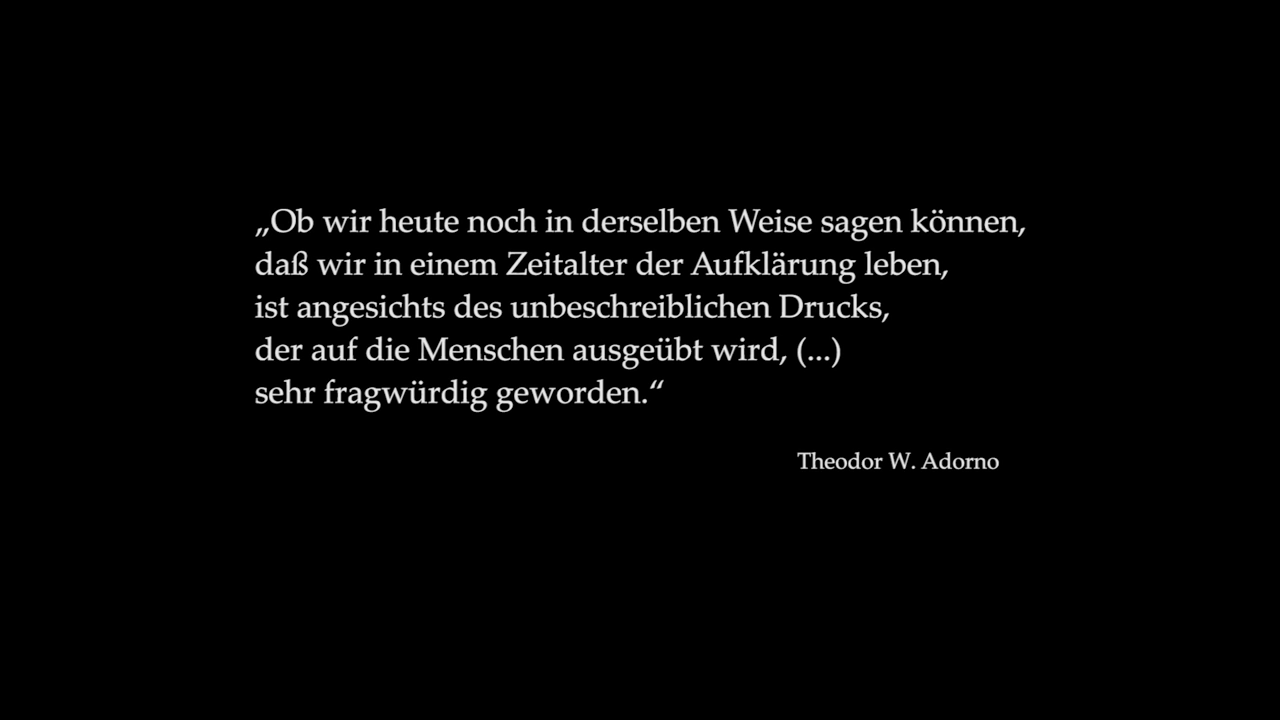 „Ob wir heute noch in derselben Weise sagen können,
daß wir in einem Zeitalter der Aufklärung leben,
ist angesichts des unbeschreiblichen Drucks,
der auf die Menschen ausgeübt wird, (...)
sehr fragwürdig geworden.“
Theodor W. Adorno